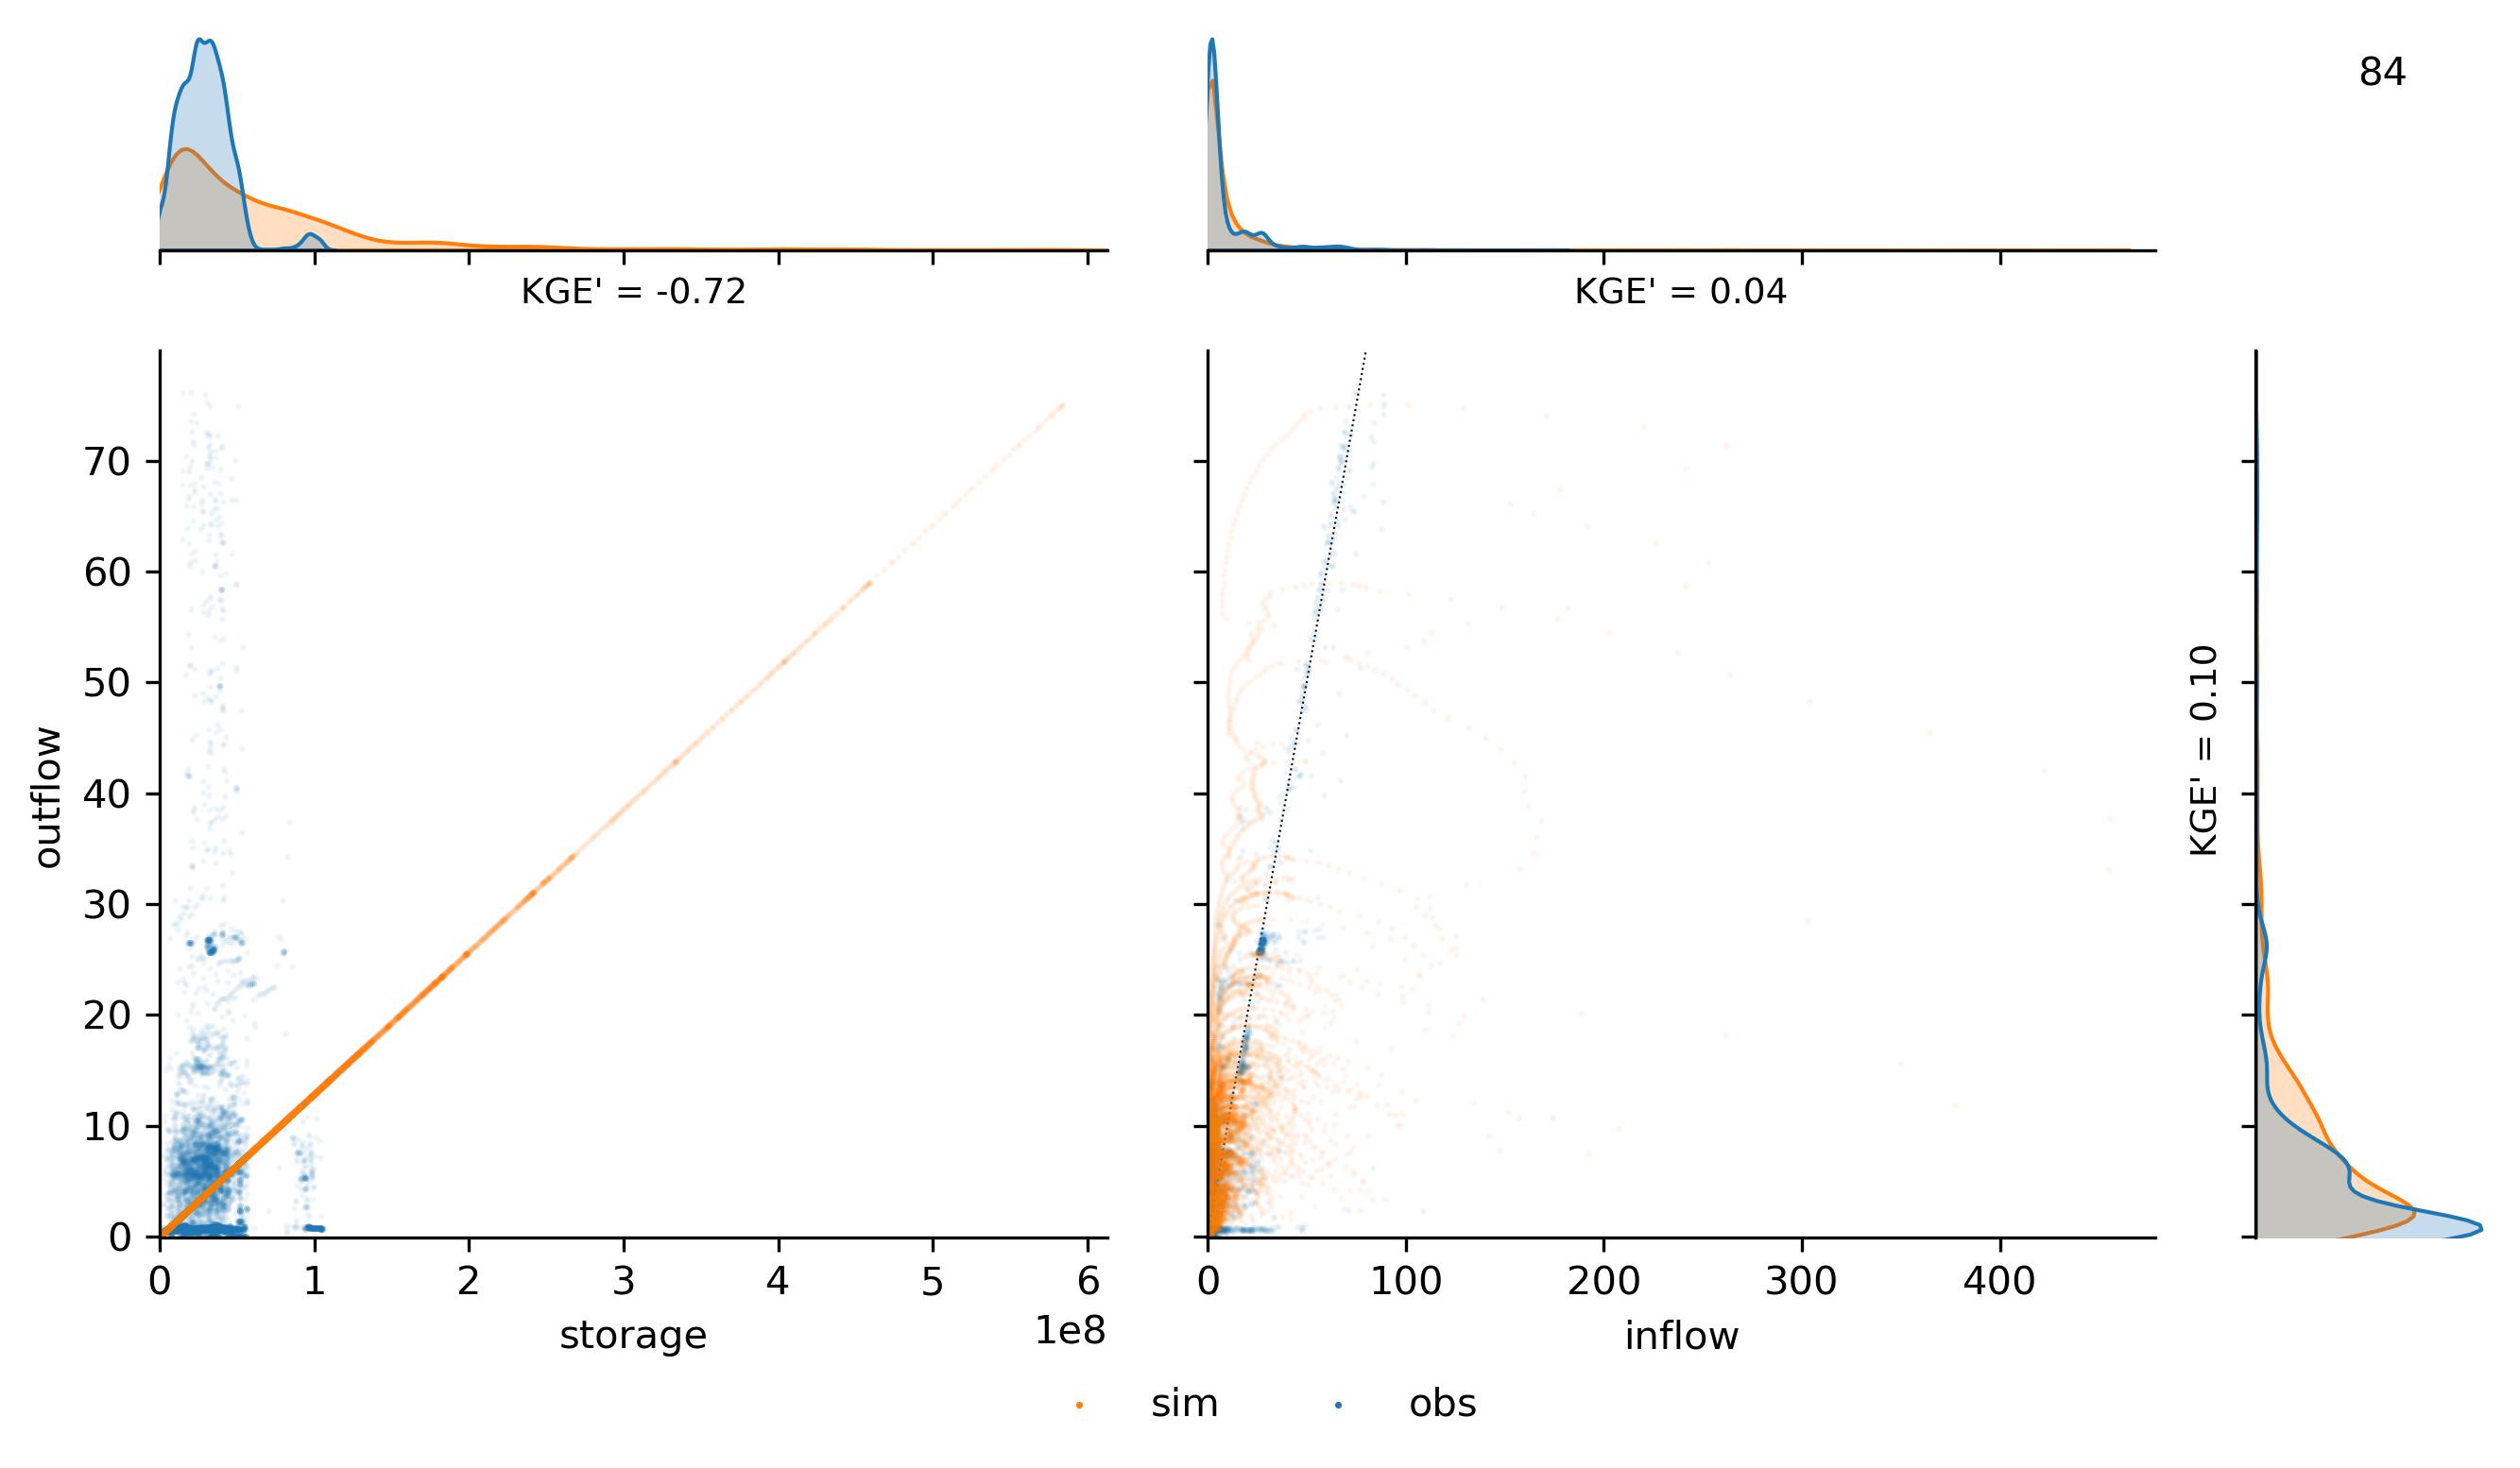 84
KGE' = -0.72
KGE' = 0.04
outflow
70
60
50
40
30
20
10
0
KGE' = 0.10
0 1 2 3 4 5 6
0 100 200 300 400
1e8
storage
inflow
sim obs